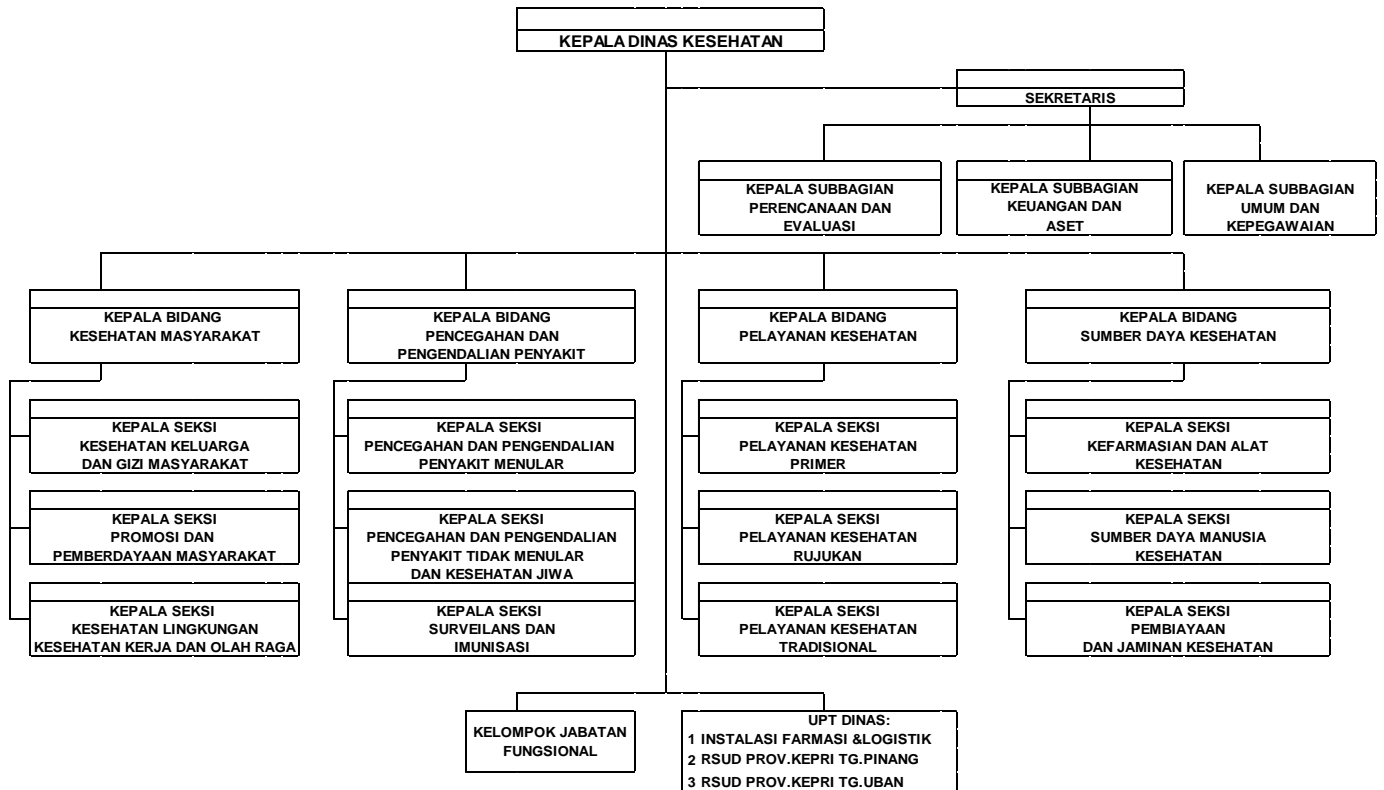 KEPALA DINAS KESEHATAN
SEKRETARIS
KEPALA SUBBAGIAN
PERENCANAAN DAN
EVALUASI
KEPALA SUBBAGIAN
KEUANGAN DAN
ASET
KEPALA SUBBAGIAN
UMUM DAN
KEPEGAWAIAN
KEPALA BIDANG
KESEHATAN MASYARAKAT
KEPALA BIDANG
PENCEGAHAN DAN
PENGENDALIAN PENYAKIT
KEPALA BIDANG
PELAYANAN KESEHATAN
KEPALA BIDANG
SUMBER DAYA KESEHATAN
KEPALA SEKSI
KESEHATAN KELUARGA
DAN GIZI MASYARAKAT
KEPALA SEKSI
PENCEGAHAN DAN PENGENDALIAN
PENYAKIT MENULAR
KEPALA SEKSI
PELAYANAN KESEHATAN
PRIMER
KEPALA SEKSI
KEFARMASIAN DAN ALAT
KESEHATAN
KEPALA SEKSI
PROMOSI DAN
PEMBERDAYAAN MASYARAKAT
KEPALA SEKSI
PENCEGAHAN DAN PENGENDALIAN
PENYAKIT TIDAK MENULAR
DAN KESEHATAN JIWA
KEPALA SEKSI
PELAYANAN KESEHATAN
RUJUKAN
KEPALA SEKSI
SUMBER DAYA MANUSIA
KESEHATAN
KEPALA SEKSI
KESEHATAN LINGKUNGAN
KESEHATAN KERJA DAN OLAH RAGA
KEPALA SEKSI
SURVEILANS DAN
IMUNISASI
KEPALA SEKSI
PELAYANAN KESEHATAN
TRADISIONAL
KEPALA SEKSI
PEMBIAYAAN
DAN JAMINAN KESEHATAN
KELOMPOK JABATAN
FUNGSIONAL
UPT DINAS:
1 INSTALASI FARMASI &LOGISTIK
2 RSUD PROV.KEPRI TG.PINANG
3 RSUD PROV.KEPRI TG.UBAN